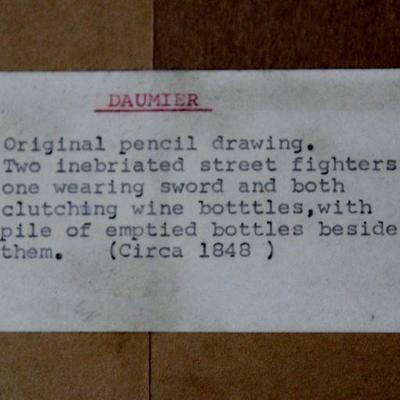 DAUMIER
Original pencil drawing.
Two inebriated street fighters
one wearing sword and both
clutching wine botttles,with
pile of emptied bottles beside
them. (Circa 1848 )